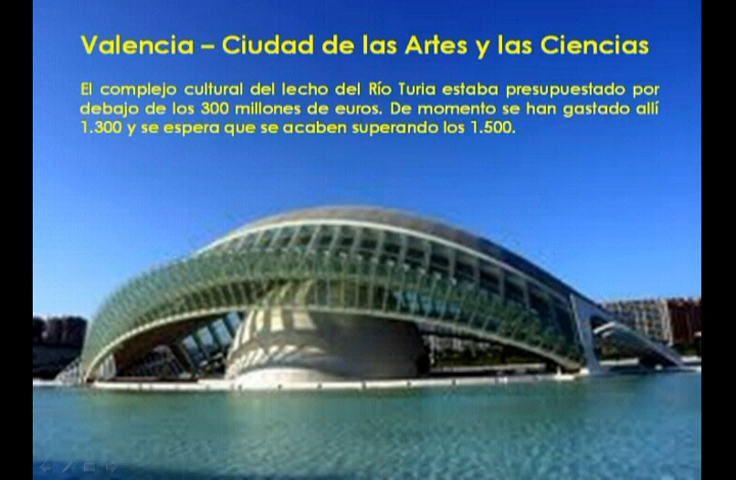 Valencia – Ciudad de las Artes y las Ciencias
El complejo cultural del lecho del Río Turia estaba presupuestado por
debajo de los 300 millones de euros. De momento se han gastado allí
1.300 y se espera que se acaben superando los 1.500.